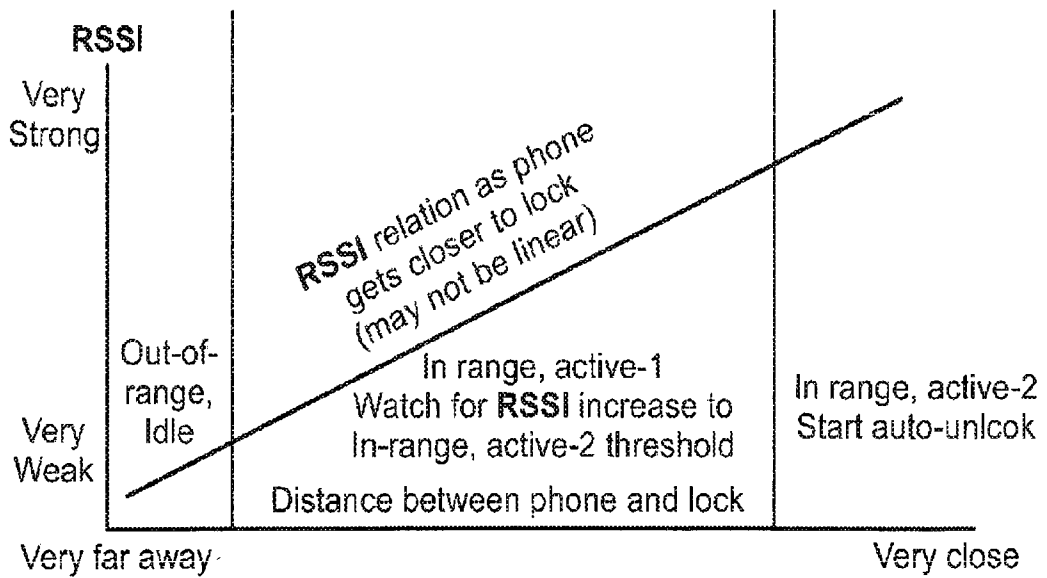 RSSI
Very
Strong
RSSI relation as phone
gets closer to lock
(may not be linear)
Out-of-
range,
Idle
In range, active-1
Watch for RSSI increase to
In-range, active-2 threshold
In range, active-2
Start auto-unlcok
Very
Weak
Distance between phone and lock
Very far away
Very close